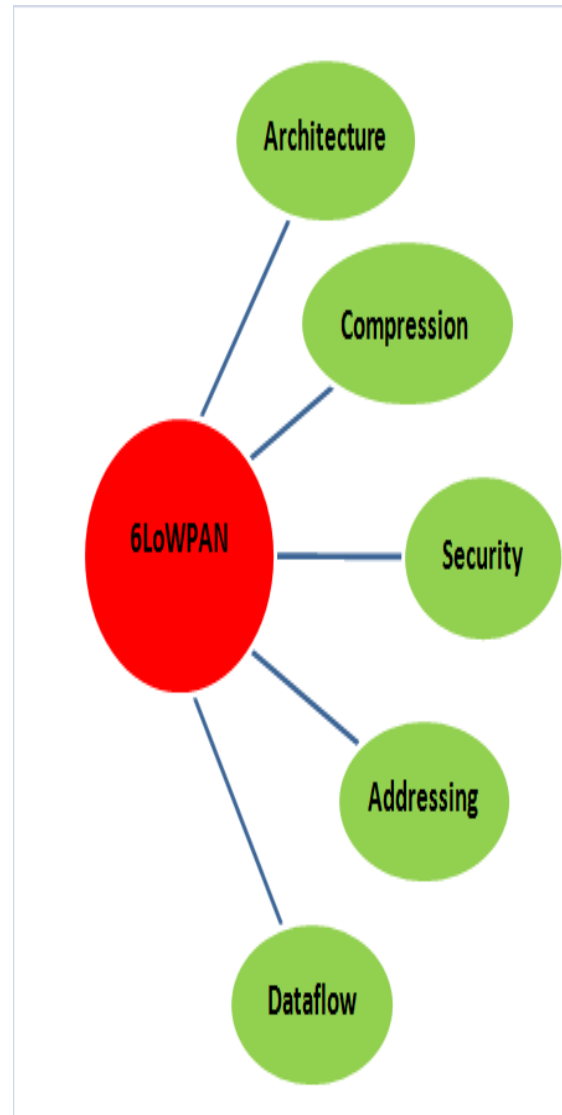 Architecture
Compression
6LoWPAN
Security
Addressing
Dataflow